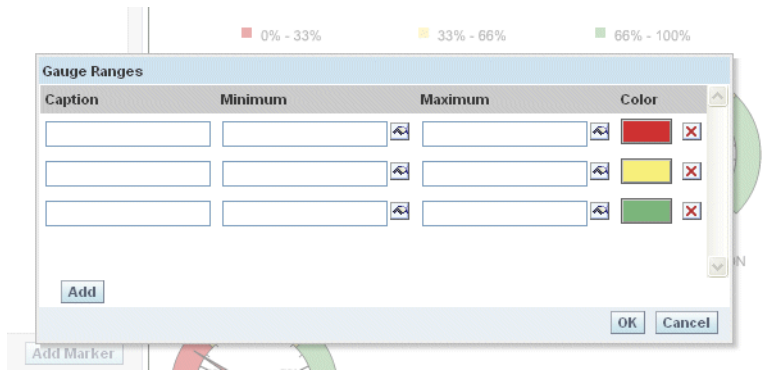 0% - 33% 33% - 66% 66% - 100%
Gauge Ranges
Caption Minimum Maximum Color
Add
OK Cancel
Add Marker